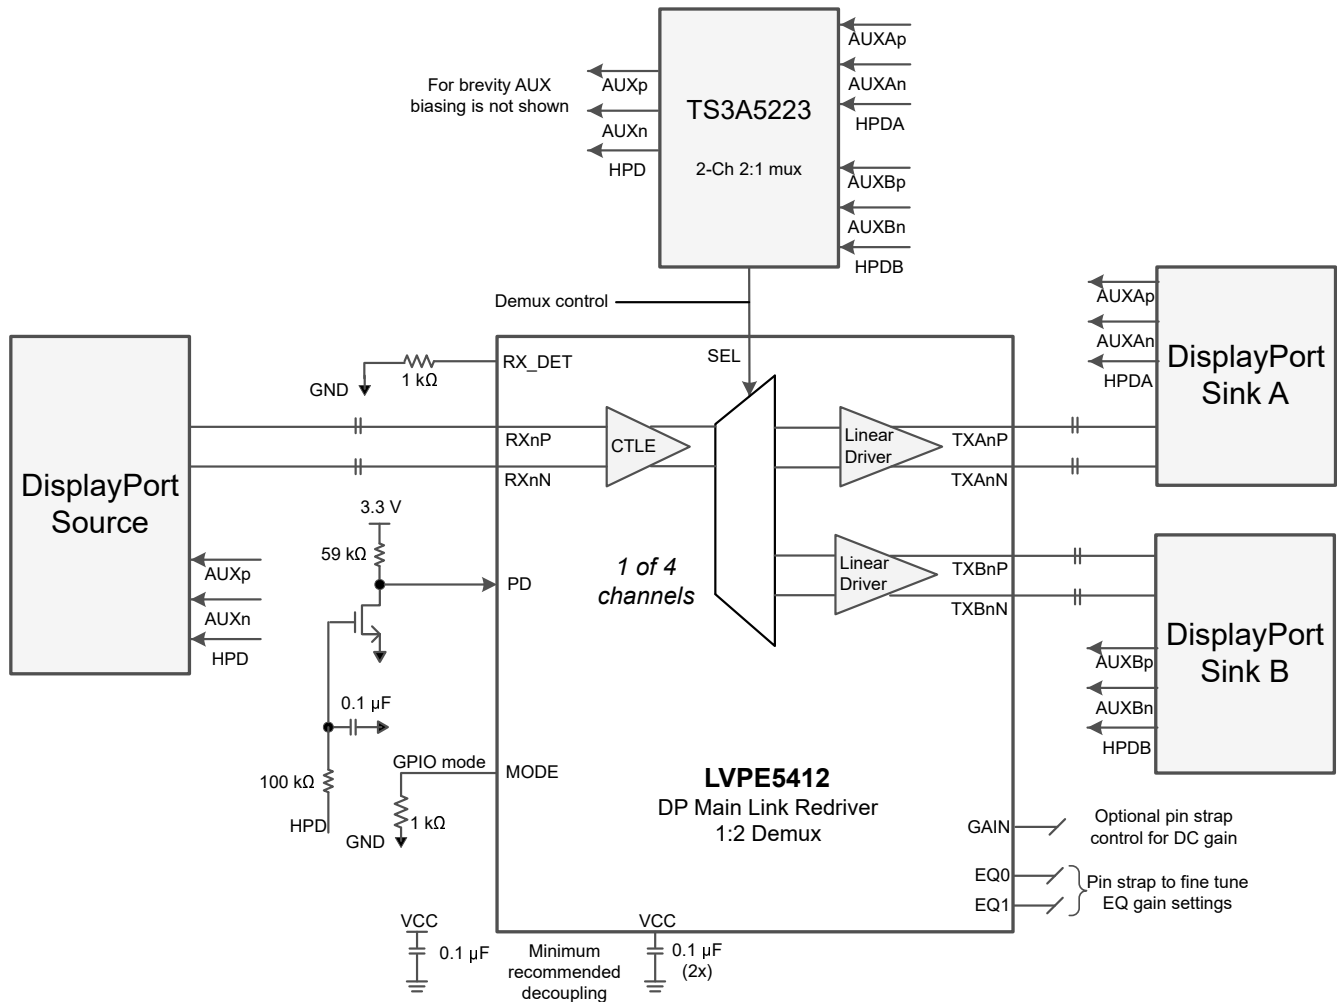 AUXAp
AUXAn
HPDA
AUXBp
AUXBn
HPDB
TS3A5223
2-Ch 2:1 mux
AUXp
AUXn
HPD
For brevity AUX
biasing is not shown
Demux control
SEL
RX_DET
1 kΩ
GND
RXnP
RXnN
CTLE
Linear
Driver
TXAnP
TXAnN
AUXAp
AUXAn
HPDA
DisplayPort
Sink A
DisplayPort
Source
AUXp
AUXn
HPD
3.3 V
59 kΩ
PD
1 of 4
channels
Linear
Driver
TXBnP
TXBnN
DisplayPort
Sink B
AUXBp
AUXBn
HPDB
0.1 µF
100 kΩ
HPD
GPIO mode
MODE
1 kΩ
GND
LVPE5412
DP Main Link Redriver
1:2 Demux
GAIN
Optional pin strap
control for DC gain
EQ0
EQ1
Pin strap to fine tune
EQ gain settings
VCC
0.1 µF
Minimum
recommended
decoupling
VCC
0.1 µF
(2x)